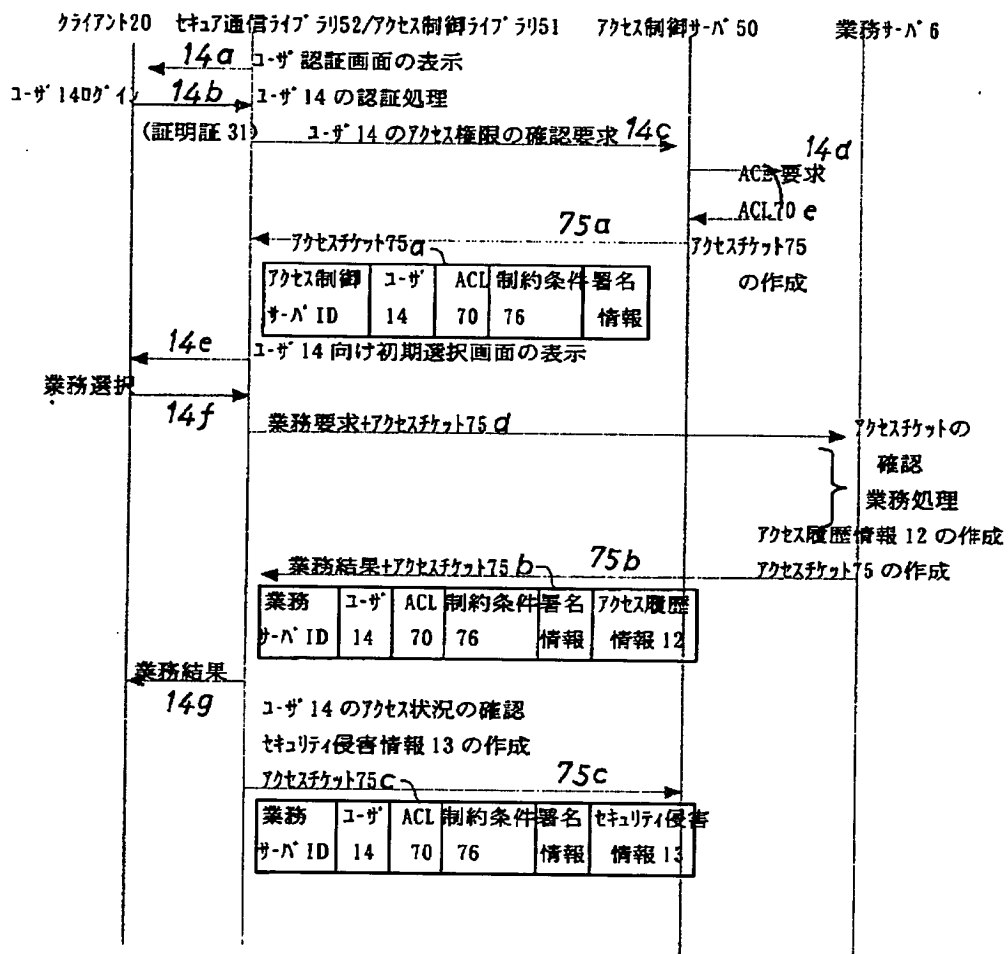 クライアント20 セキュア通信ライブラリ52/アクセス制御ライブラリ51 アクセス制御サーバ50 業務サーバ6
14a ユーザ認証画面の表示
ユーザ14ログイン 14b ユーザ14の認証処理
(証明証31) ユーザ14のアクセス権限の確認要求 14c
14d
ACL要求
ACL70 e
75a
アクセスチケット75a アクセスチケット75
の作成
アクセス制御 ユーザ ACL 制約条件 署名
サーバID 14 70 76 情報
14e ユーザ14向け初期選択画面の表示
業務選択
14f
業務要求+アクセスチケット75d アクセスチケットの
確認
業務処理
アクセス履歴情報12の作成
業務結果+アクセスチケット75b 75b アクセスチケット75の作成
業務 ユーザ ACL 制約条件 署名 アクセス履歴
サーバID 14 70 76 情報 情報12
業務結果
14g ユーザ14のアクセス状況の確認
セキュリティ侵害情報13の作成
アクセスチケット75c 75c
業務 ユーザ ACL 制約条件 署名 セキュリティ侵害
サーバID 14 70 76 情報 情報13